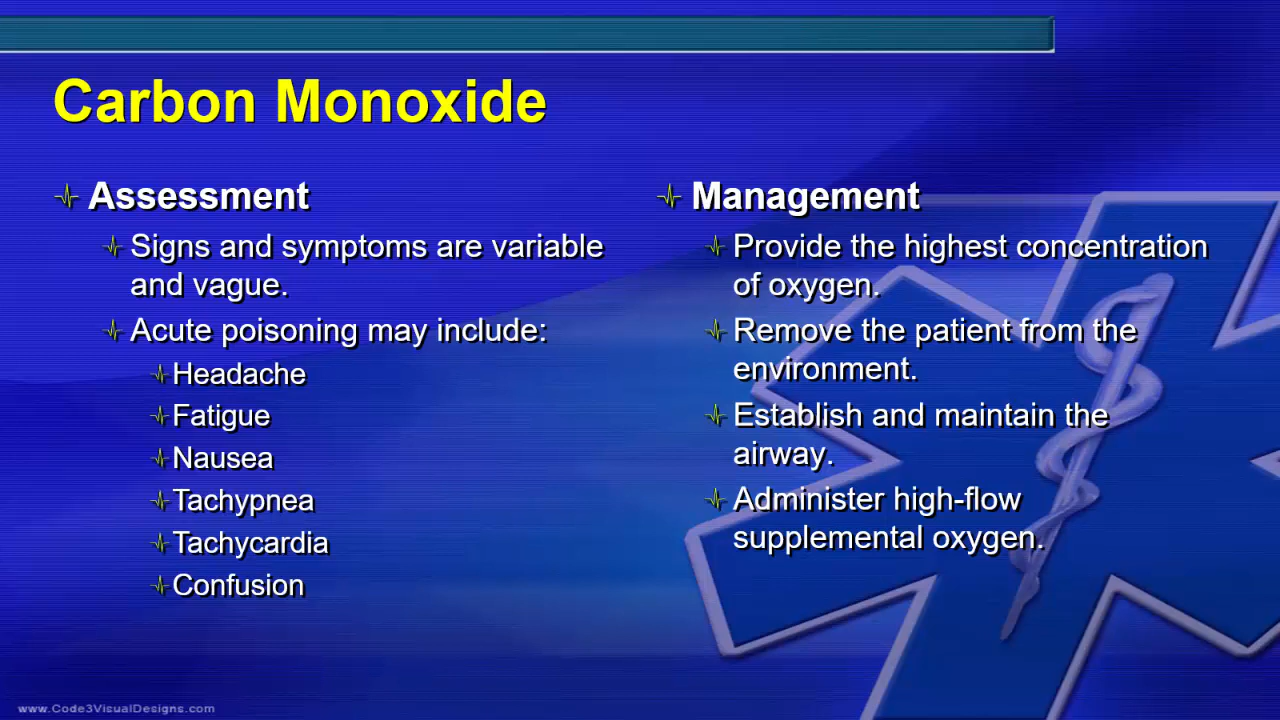 Carbon Monoxide
Assessment
Signs and symptoms are variable
and vague.
Acute poisoning may include:
Headache
Fatigue
Nausea
Tachypnea
Tachycardia
Confusion
Management
Provide the highest concentration
of oxygen.
Remove the patient from the
environment.
Establish and maintain the
airway.
Administer high-flow
supplemental oxygen.
www.Code3VisualDesigns.com